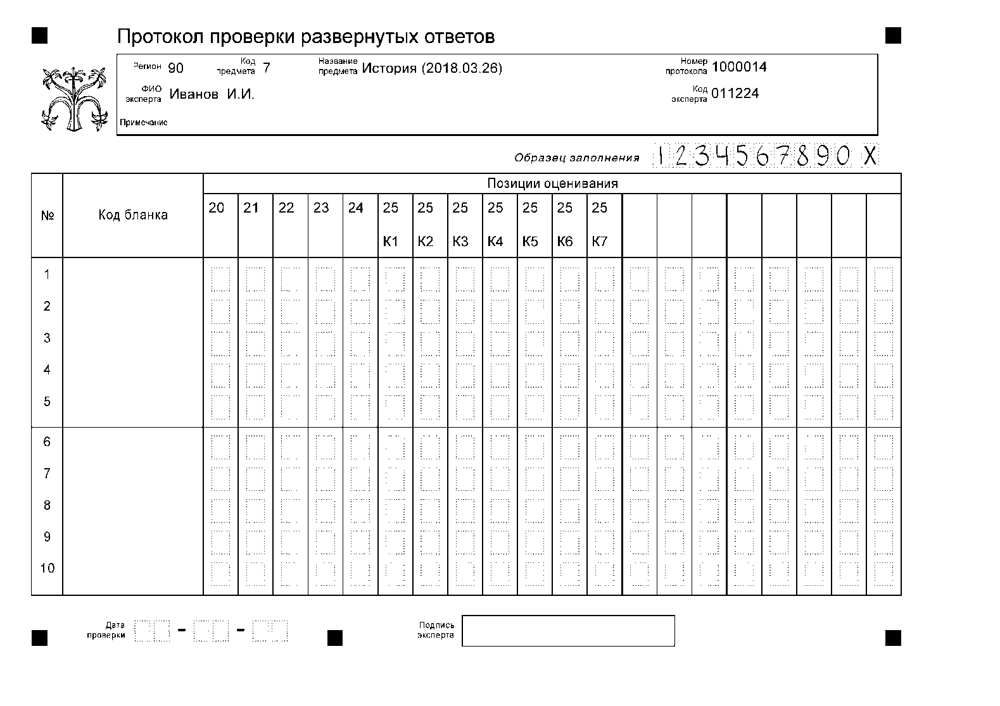 Протокол проверки развернутых ответов
Регион 90 Код предмета 7 Название предмета История (2018.03.26) Номер протокола 1000014
ФИО эксперта Иванов И.И. Код эксперта 011224
Примечание
Образец заполнения 1 2 3 4 5 6 7 8 9 0 X
Позиции оценивания
№ Код бланка 20 21 22 23 24 25 25 25 25 25 25 25
К1 К2 К3 К4 К5 К6 К7
1
2
3
4
5
6
7
8
9
10
Дата проверки - - Подпись эксперта